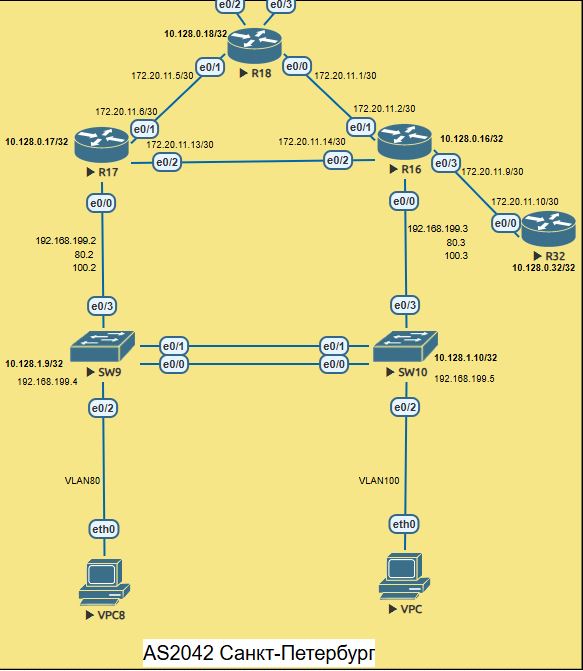 e0/2 e0/3
10.128.0.18/32
R18
e0/1 e0/0
172.20.11.5/30 172.20.11.1/30
172.20.11.6/30 172.20.11.2/30
e0/1 e0/1
10.128.0.17/32 172.20.11.13/30 172.20.11.14/30 10.128.0.16/32
e0/2 e0/2 e0/3
R17 R16 172.20.11.9/30
e0/0 e0/0 172.20.11.10/30
e0/0
192.168.199.2 192.168.199.3
80.2 80.3
100.2 100.3
R32
10.128.0.32/32
e0/3 e0/3
e0/1 e0/1
10.128.1.9/32 e0/0 e0/0 10.128.1.10/32
SW9 SW10
192.168.199.4 192.168.199.5
e0/2 e0/2
VLAN80 VLAN100
eth0 eth0
VPC8 VPC
AS2042 Санкт-Петербург